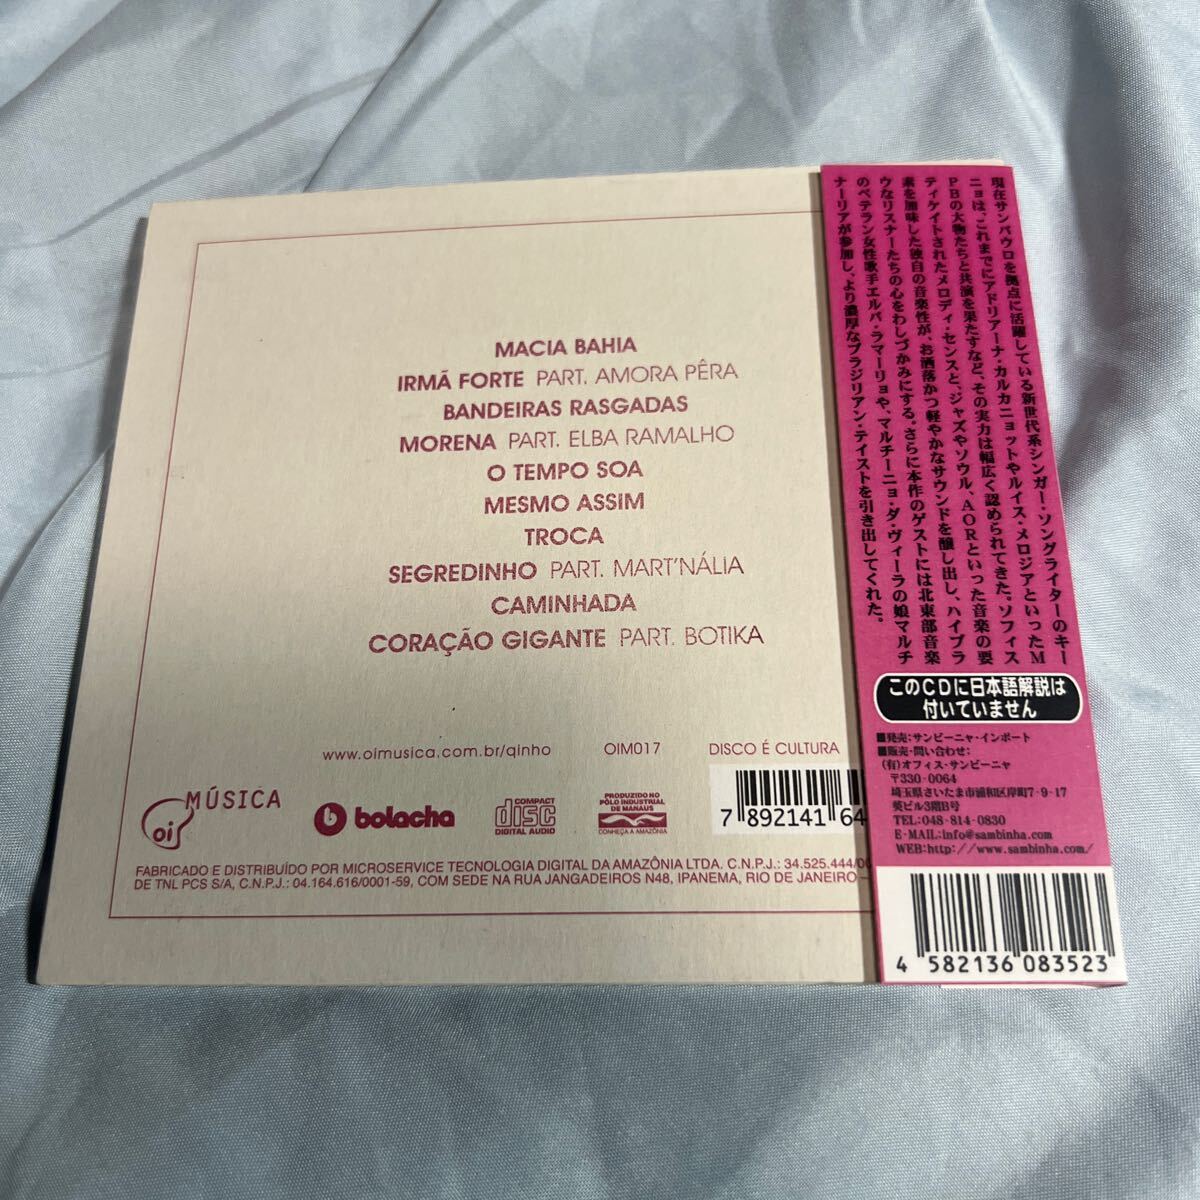 MACIA BAHIA
IRMÃ FORTE PART. AMORA PÊRA
BANDEIRAS RASGADAS
MORENA PART. ELBA RAMALHO
O TEMPO SOA
MESMO ASSIM
TROCA
SEGREDINHO PART. MART'NÁLIA
CAMINHADA
CORAÇÃO GIGANTE PART. BOTIKA
www.oimusica.com.br/qinho OIM017 DISCO É CULTURA
oi MÚSICA
b bolacha
COMPACT
disc
DIGITAL AUDIO
PRODUZIDO NO
PÓLO INDUSTRIAL
DE MANAUS
CONHEÇA A AMAZÔNIA
7 892141 64
FABRICADO E DISTRIBUÍDO POR MICROSERVICE TECNOLOGIA DIGITAL DA AMAZÔNIA LTDA. C.N.P.J.: 34.525.444/00
DE TNL PCS S/A, C.N.P.J.: 04.164.616/0001-59, COM SEDE NA RUA JANGADEIROS N48, IPANEMA, RIO DE JANEIRO –
現在サンパウロを拠点に活躍している新世代系シンガー・ソングライターのキー
ニョは、これまでにアドリアーナ・カルカニョットやルイス・メロジアといったM
PBの大物たちと共演を果たすなど、その実力は幅広く認められてきた。ソフィス
ティケイトされたメロディ・センスと、ジャズやソウル、AORといった音楽の要
素を加味した独自の音楽性が、お洒落かつ軽やかなサウンドを醸し出し、ハイブラ
ウなリスナーたちの心をわしづかみにする。さらに本作のゲストには北東部音楽
のベテラン女性歌手エルバ・ラマーリョや、マルチーニョ・ダ・ヴィーラの娘マルチ
ナーリアが参加し、より濃厚なブラジリアン・テイストを引き出してくれた。
このCDに日本語解説は
付いていません
■発売:サンビーニャ・インポート
■販売・問い合わせ:
(有)オフィス・サンビーニャ
〒330-0064
埼玉県さいたま市浦和区岸町7-9-17
葵ビル3階B号
TEL:048-814-0830
E-MAIL:info@sambinha.com
WEB:http://www.sambinha.com/
4 582136 083523